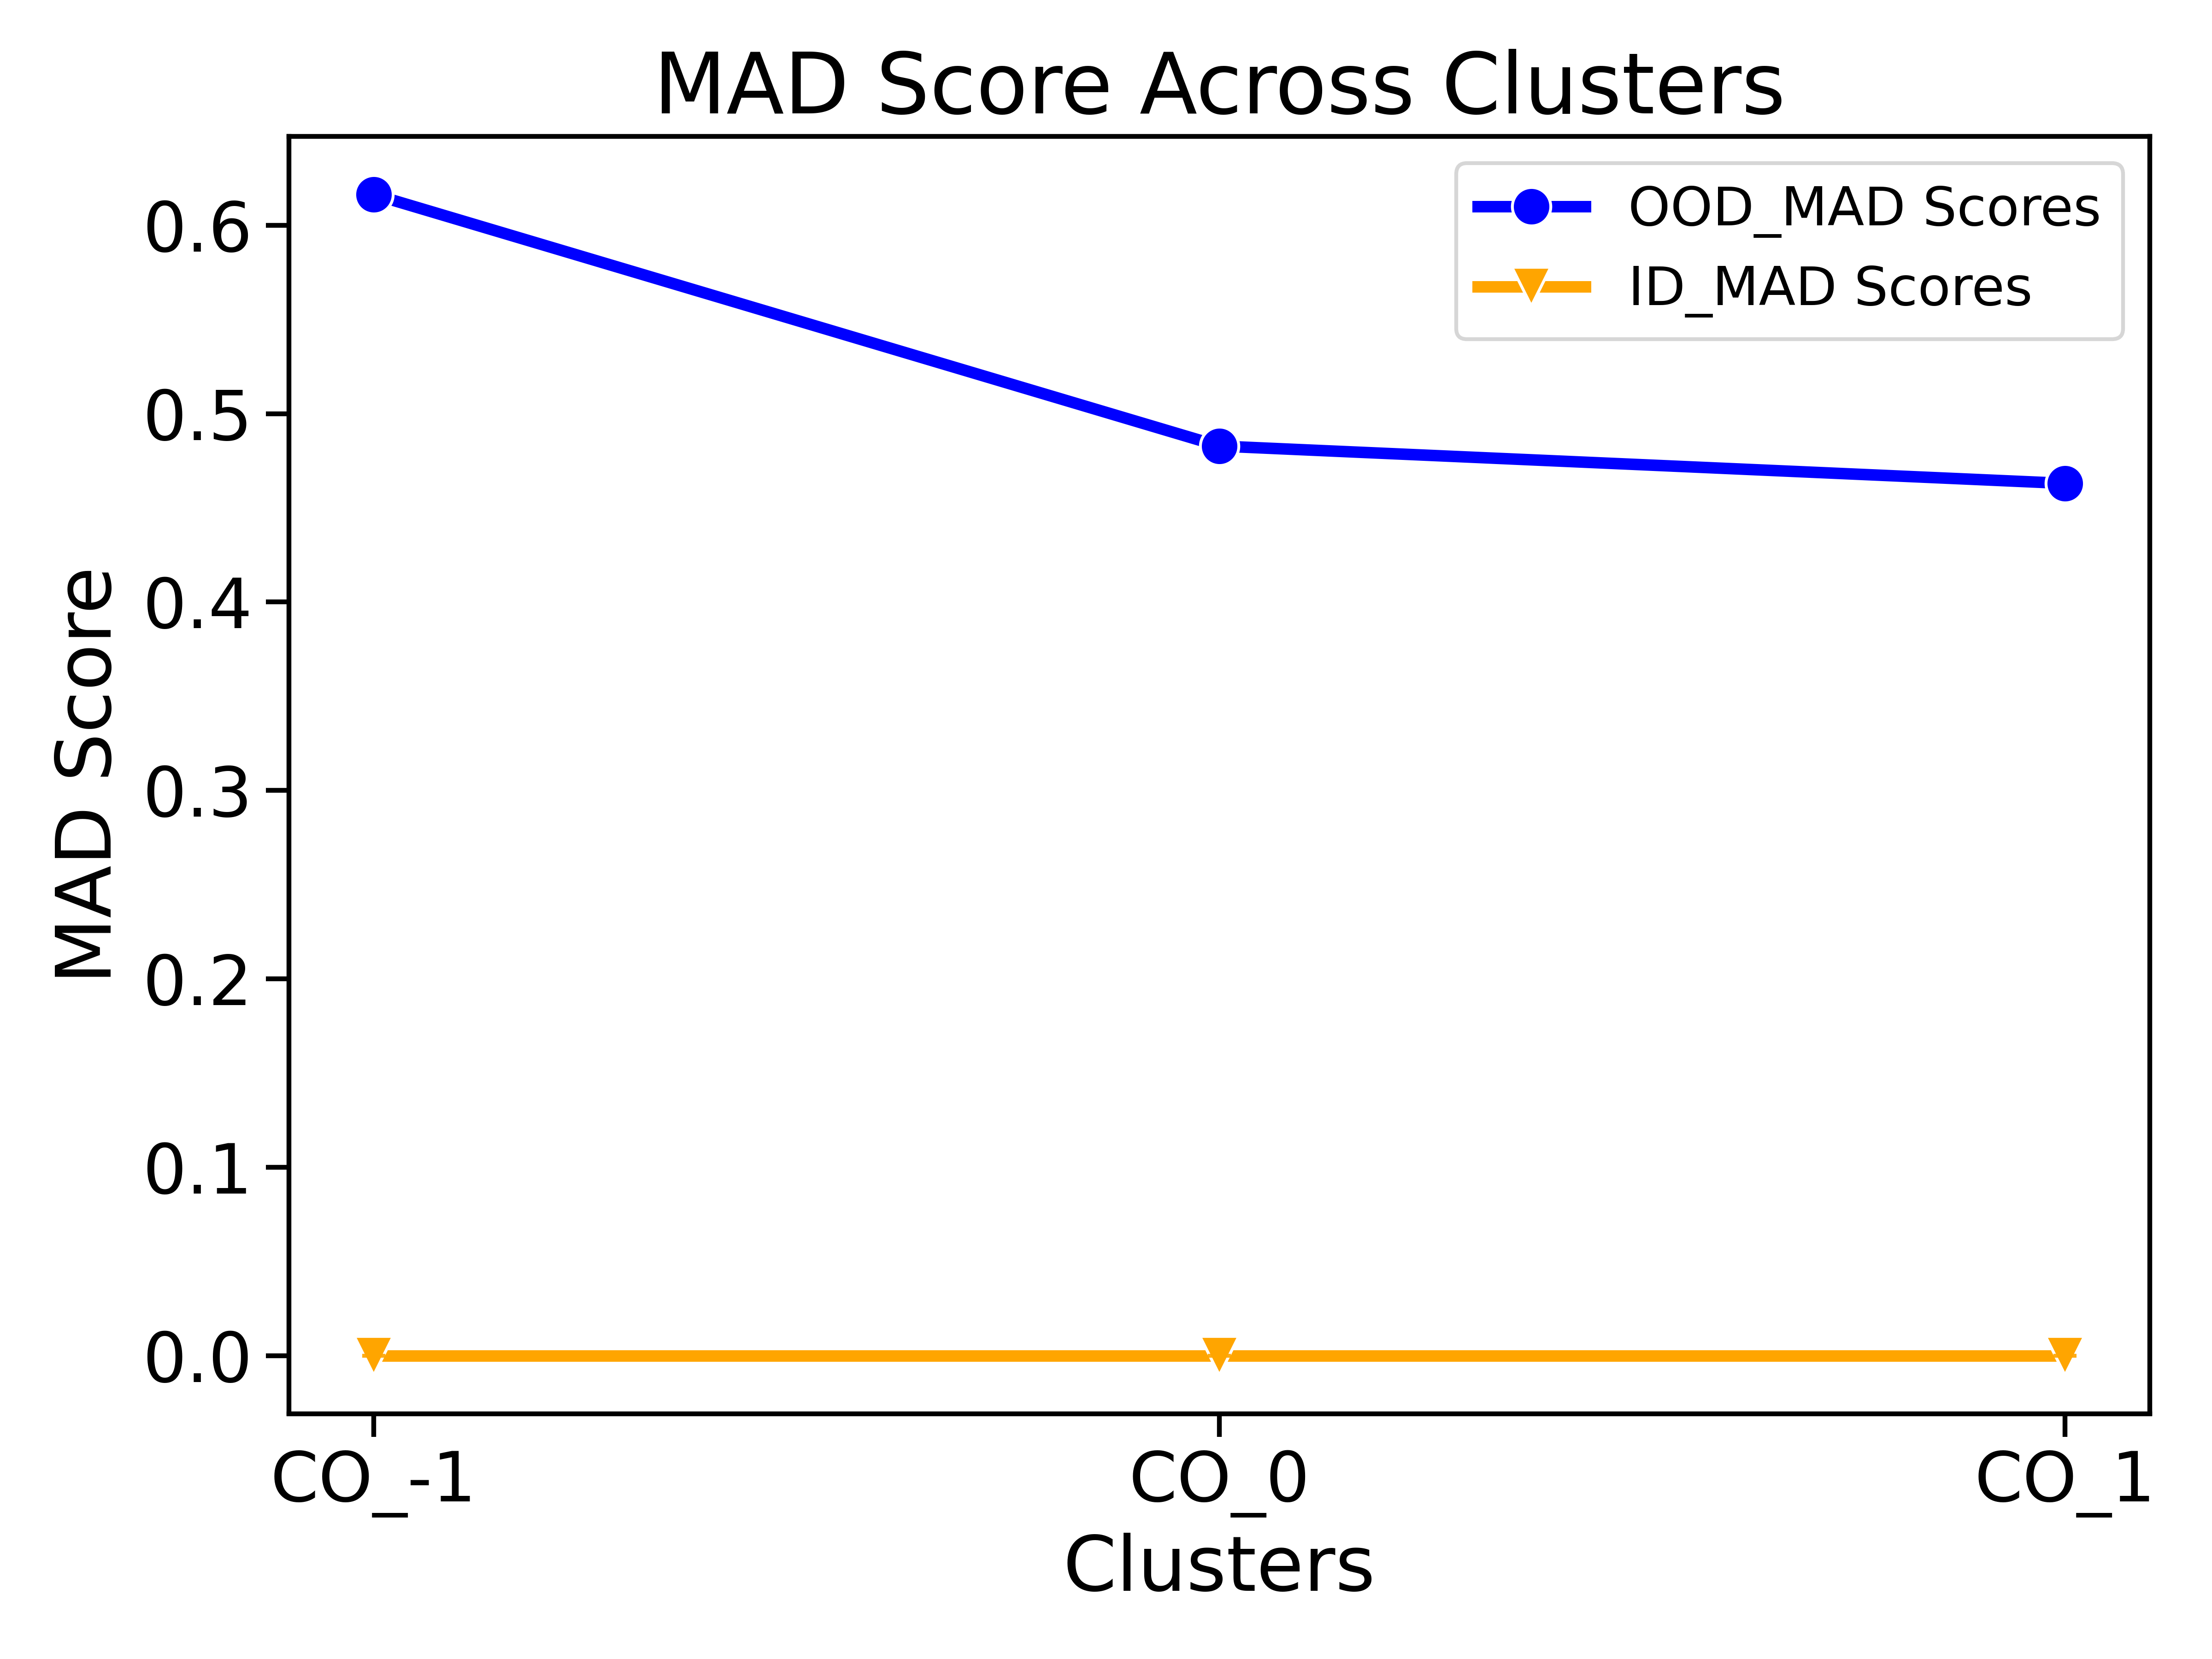 MAD Score Across Clusters
OOD_MAD Scores
ID_MAD Scores
MAD Score
0.6
0.5
0.4
0.3
0.2
0.1
0.0
CO_-1 CO_0 CO_1
Clusters